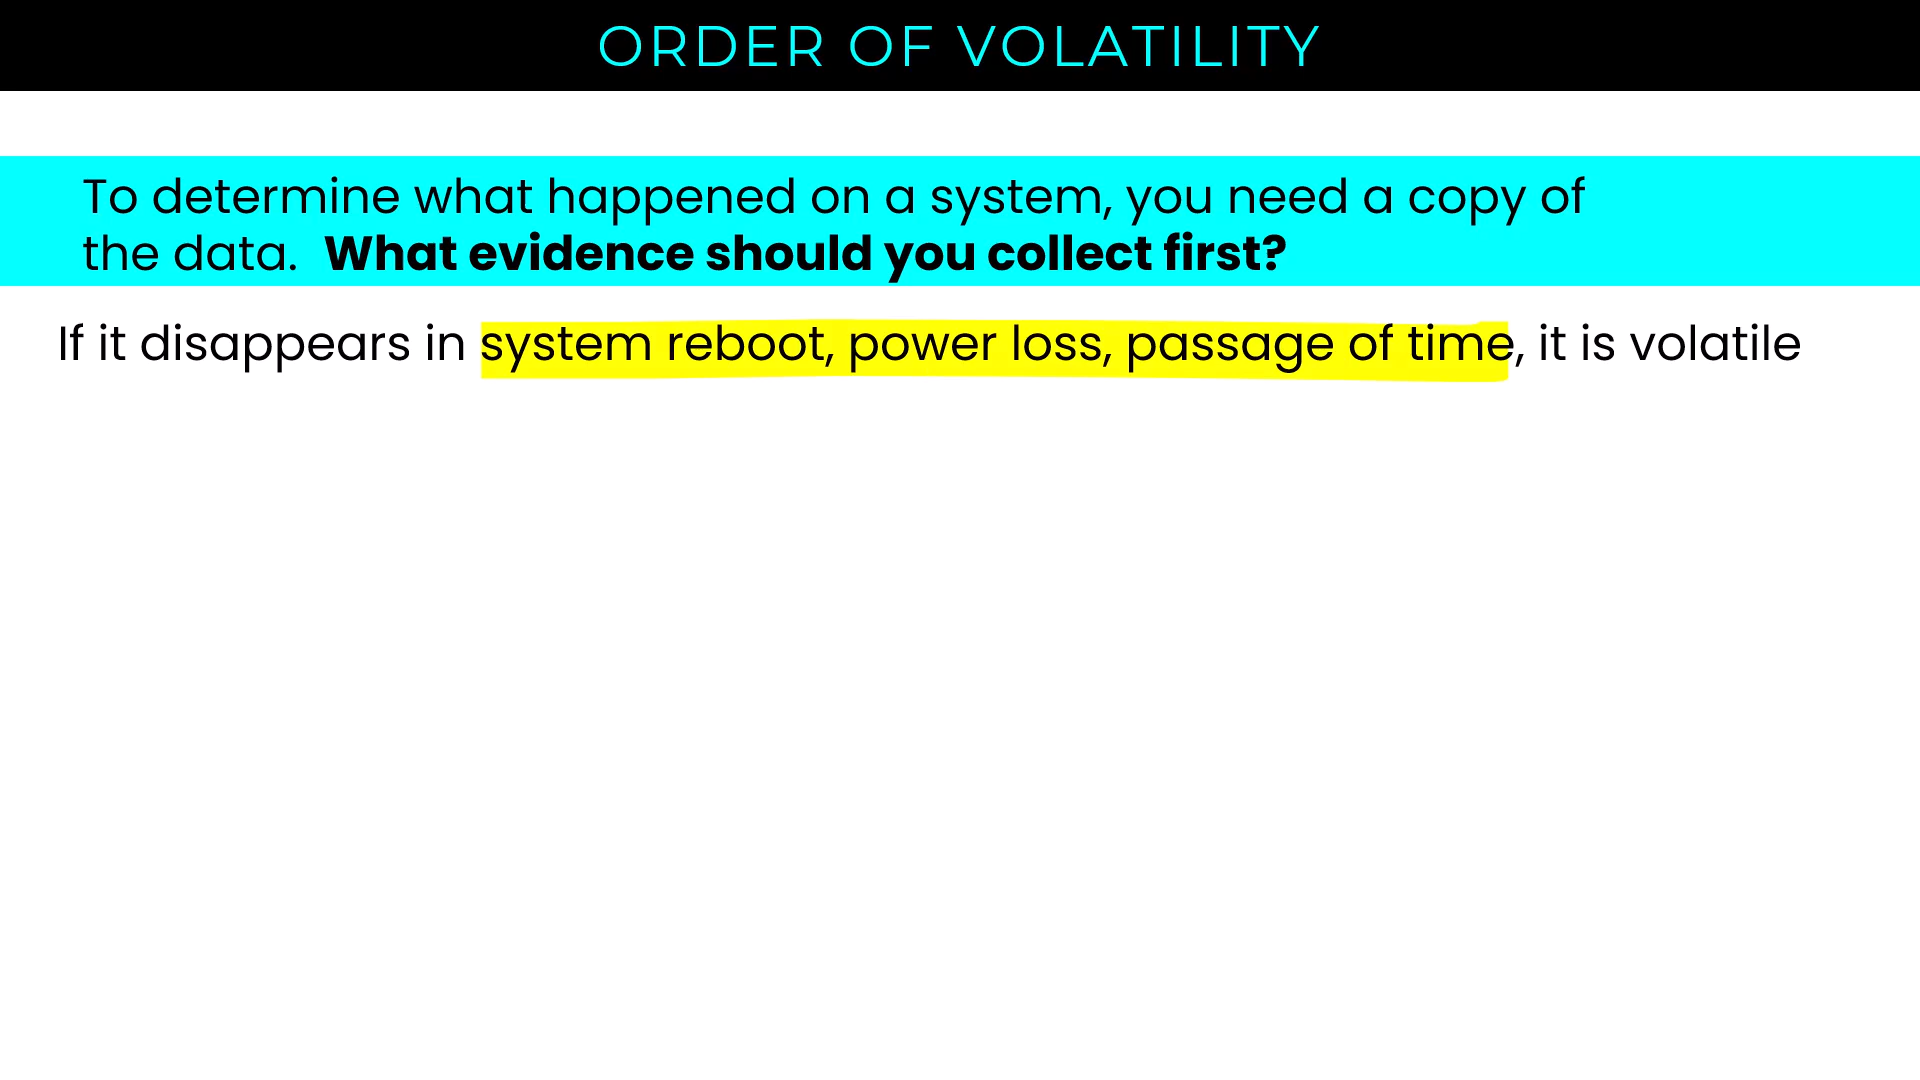 ORDER OF VOLATILITY
To determine what happened on a system, you need a copy of
the data.  What evidence should you collect first?
If it disappears in system reboot, power loss, passage of time, it is volatile